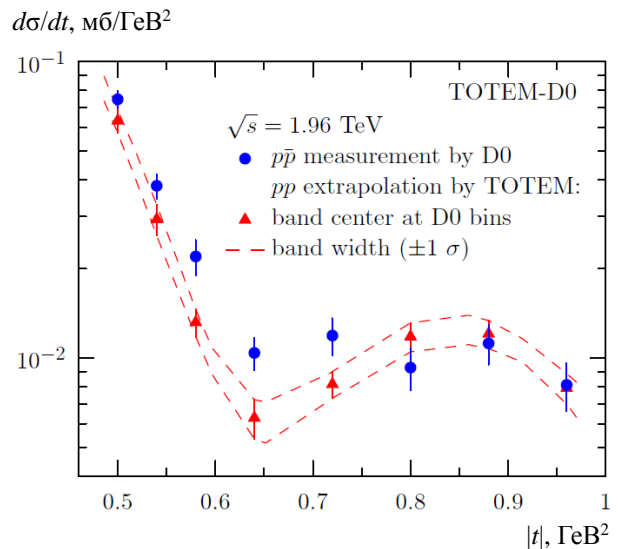 dσ/dt, мб/ГеВ²
10⁻¹
TOTEM-D0
√s = 1.96 TeV
pp̄ measurement by D0
pp extrapolation by TOTEM:
band center at D0 bins
band width (±1 σ)
10⁻²
0.5 0.6 0.7 0.8 0.9 1
|t|, ГеВ²